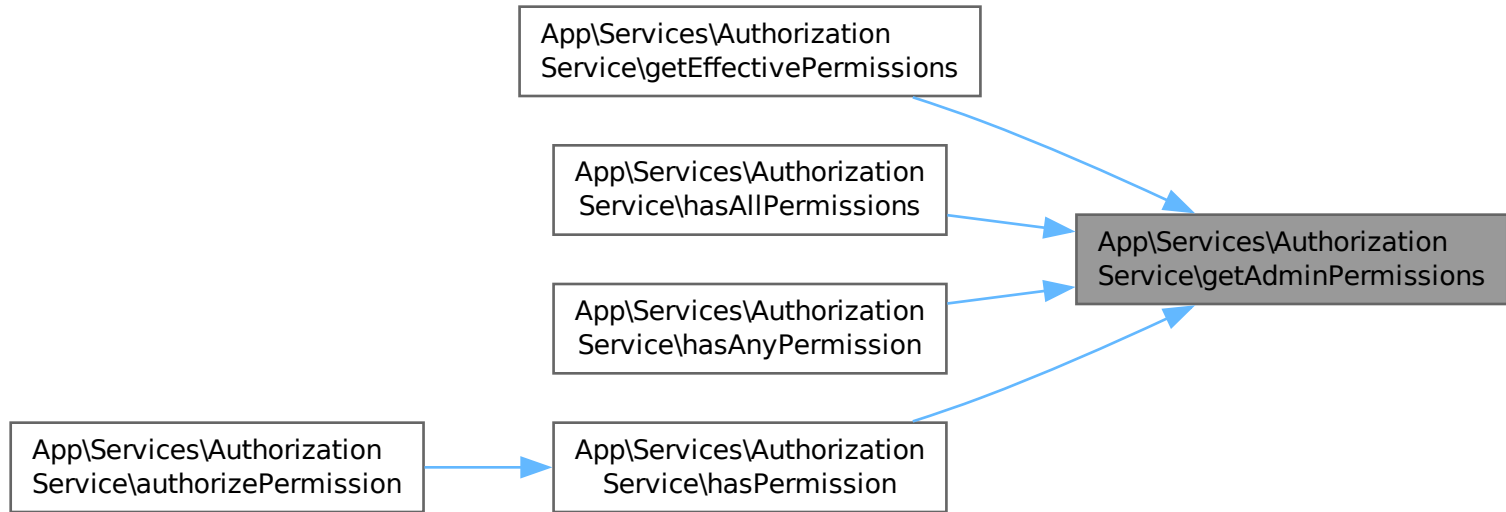 App\Services\Authorization
Service\getEffectivePermissions
App\Services\Authorization
Service\hasAllPermissions
App\Services\Authorization
Service\getAdminPermissions
App\Services\Authorization
Service\hasAnyPermission
App\Services\Authorization
Service\authorizePermission
App\Services\Authorization
Service\hasPermission